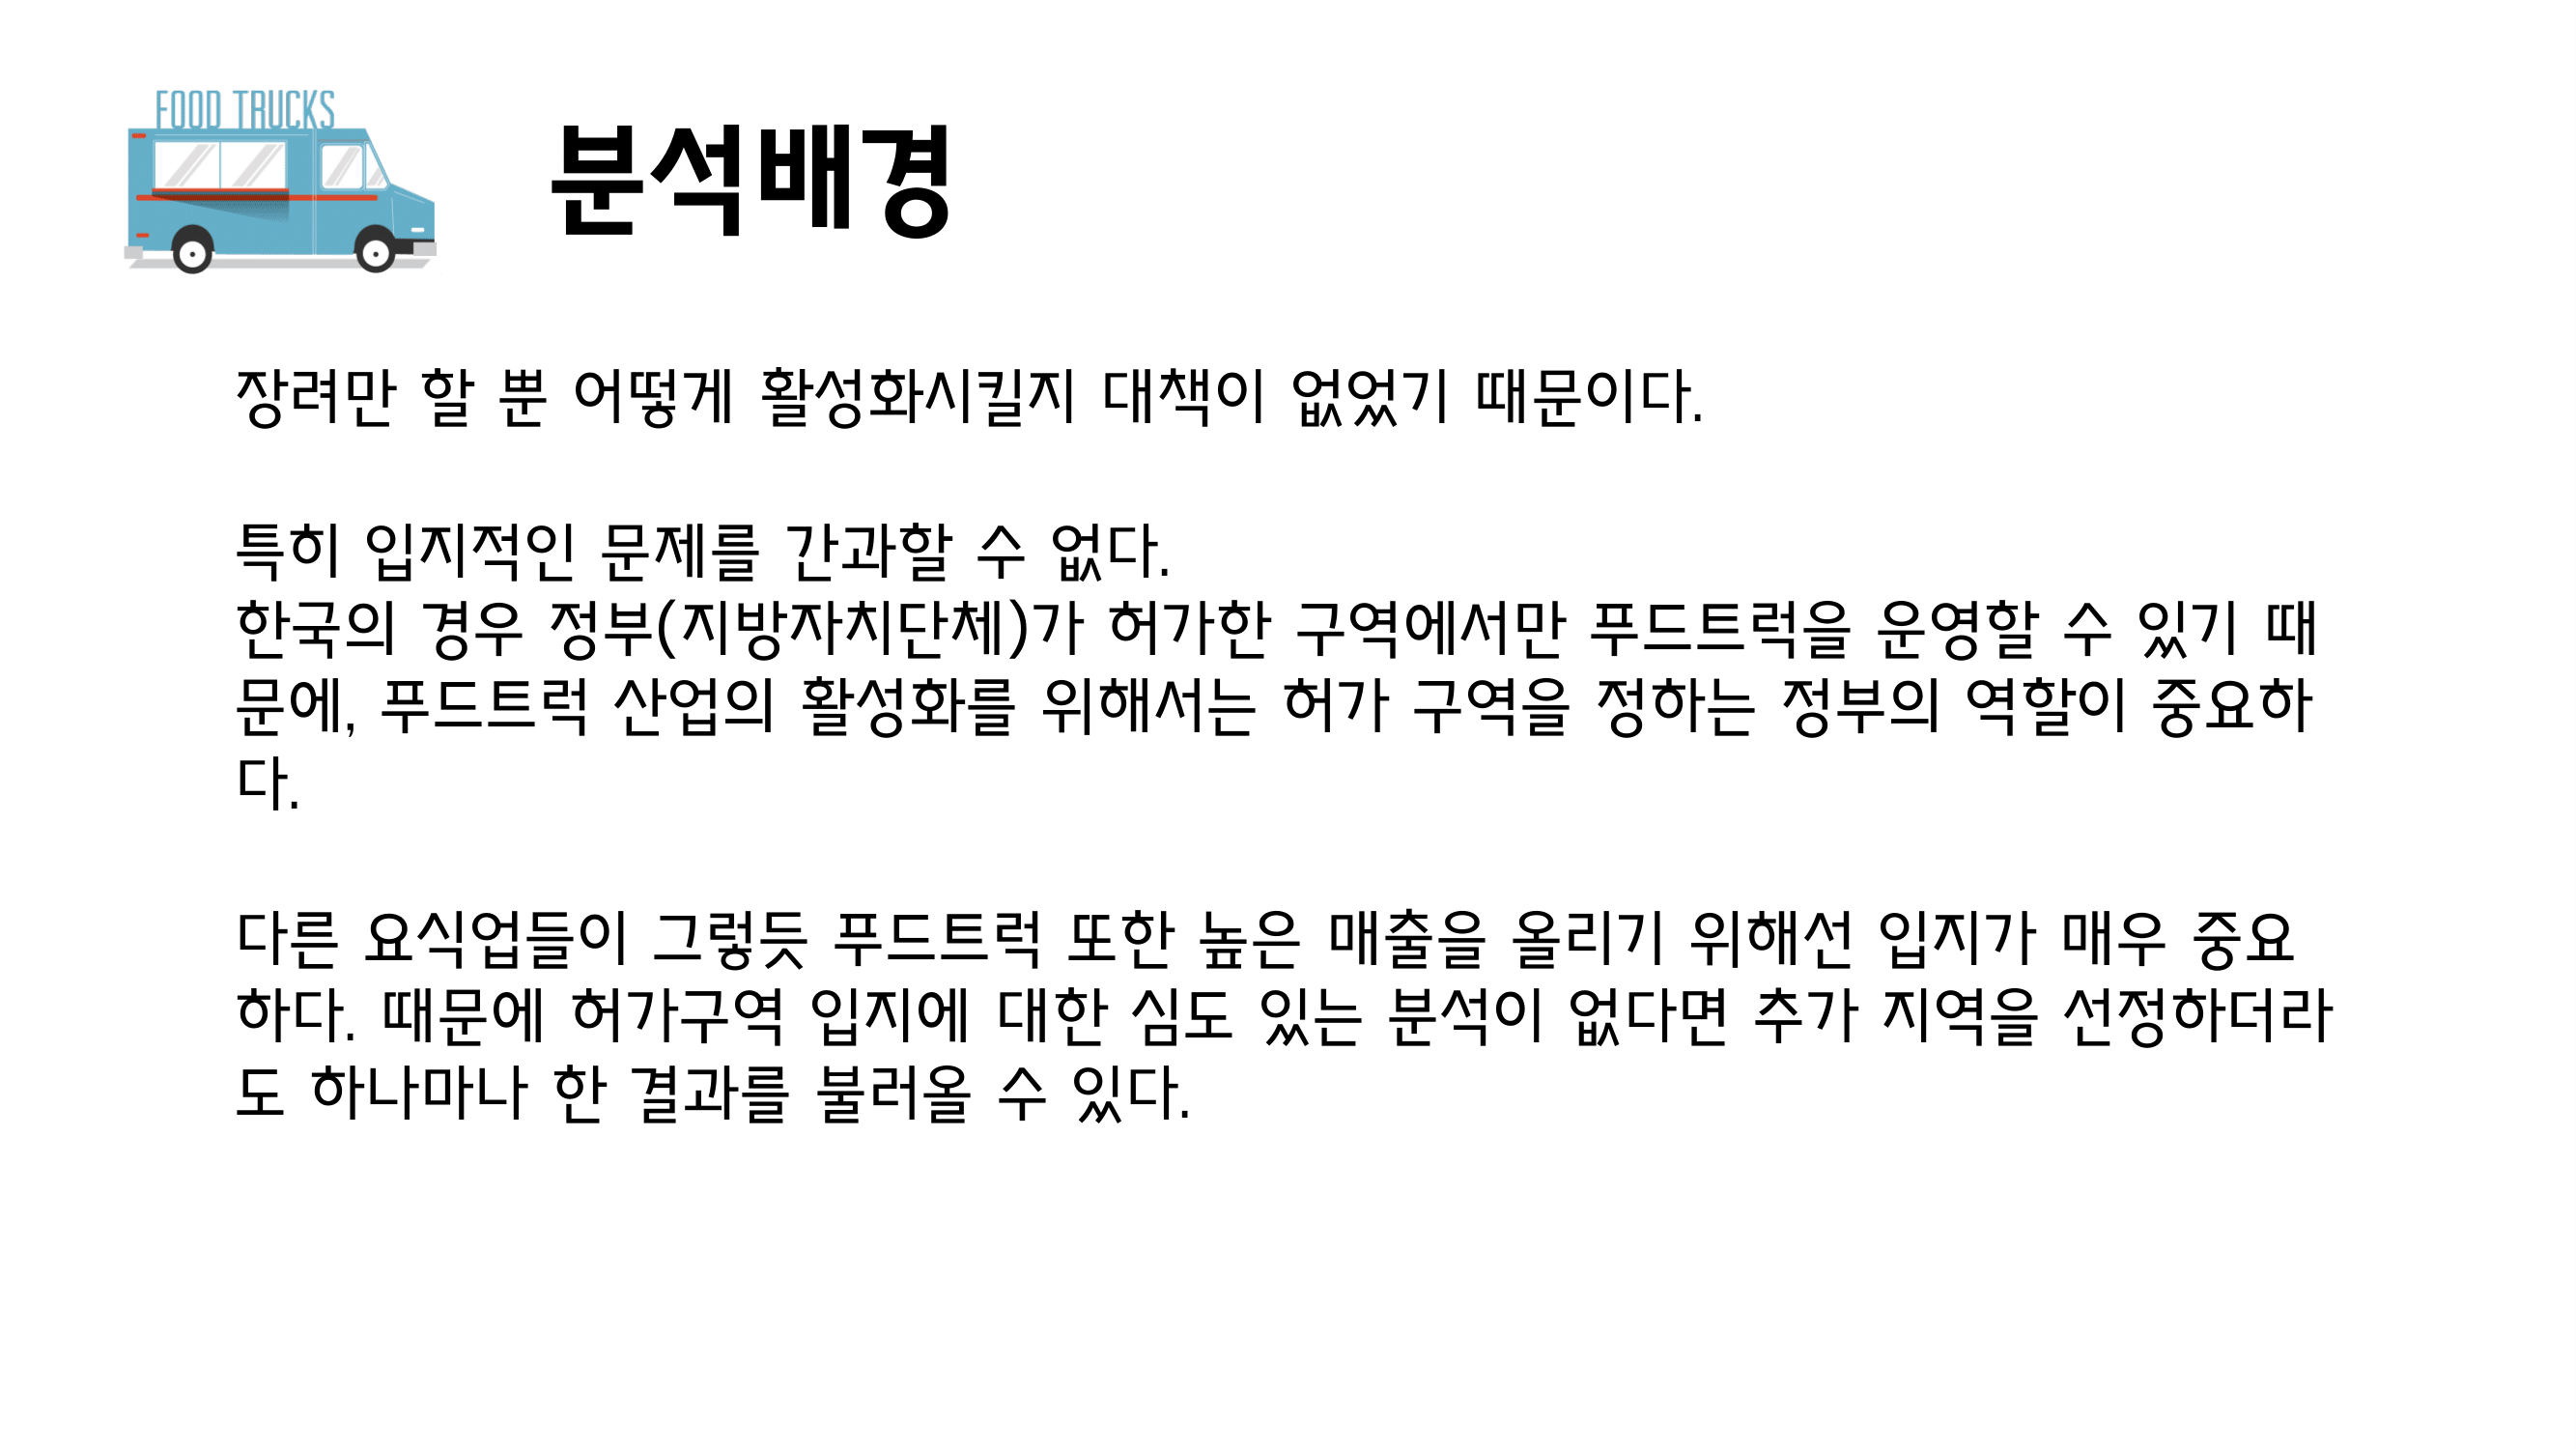 FOOD TRUCKS
분석배경
장려만 할 뿐 어떻게 활성화시킬지 대책이 없었기 때문이다.
특히 입지적인 문제를 간과할 수 없다.
한국의 경우 정부(지방자치단체)가 허가한 구역에서만 푸드트럭을 운영할 수 있기 때
문에, 푸드트럭 산업의 활성화를 위해서는 허가 구역을 정하는 정부의 역할이 중요하
다.
다른 요식업들이 그렇듯 푸드트럭 또한 높은 매출을 올리기 위해선 입지가 매우 중요
하다. 때문에 허가구역 입지에 대한 심도 있는 분석이 없다면 추가 지역을 선정하더라
도 하나마나 한 결과를 불러올 수 있다.